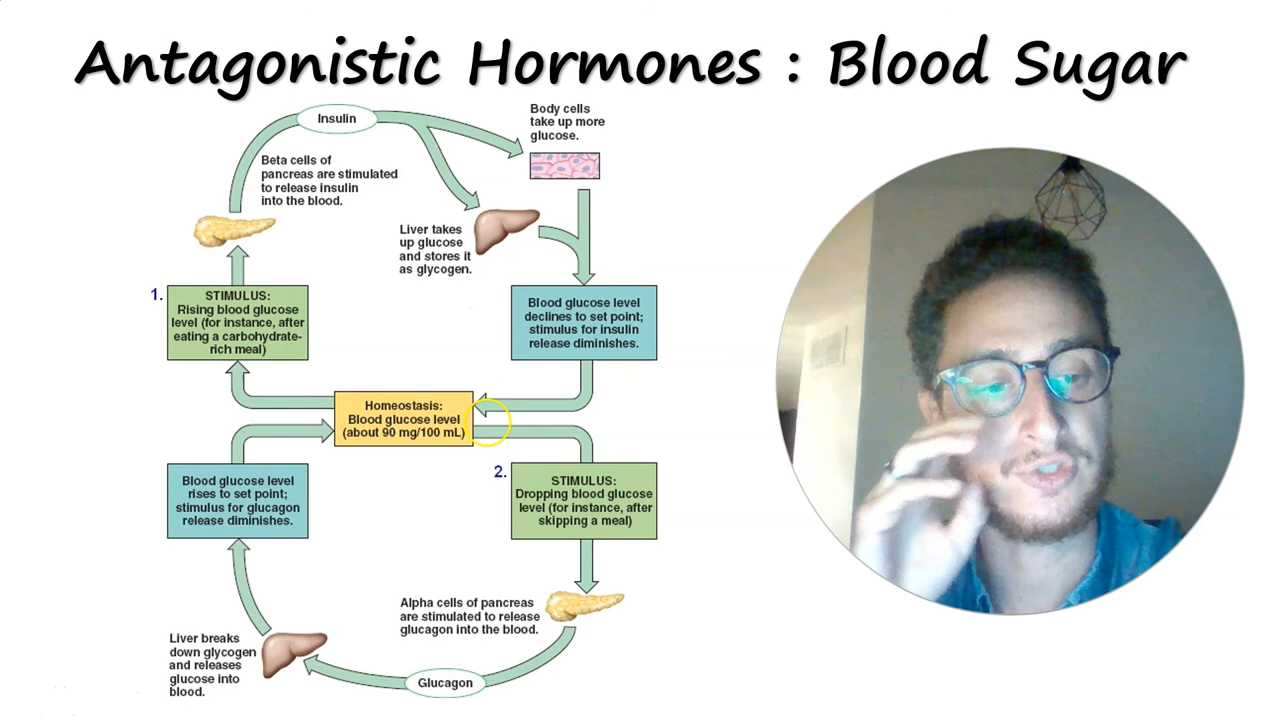 Antagonistic Hormones : Blood Sugar
Insulin
Body cells
take up more
glucose.
Beta cells of
pancreas are stimulated
to release insulin
into the blood.
Liver takes
up glucose
and stores it
as glycogen.
1.
STIMULUS:
Rising blood glucose
level (for instance, after
eating a carbohydrate-
rich meal)
Blood glucose level
declines to set point;
stimulus for insulin
release diminishes.
Homeostasis:
Blood glucose level
(about 90 mg/100 mL)
Blood glucose level
rises to set point;
stimulus for glucagon
release diminishes.
2.
STIMULUS:
Dropping blood glucose
level (for instance, after
skipping a meal)
Alpha cells of pancreas
are stimulated to release
glucagon into the blood.
Liver breaks
down glycogen
and releases
glucose into
blood.
Glucagon